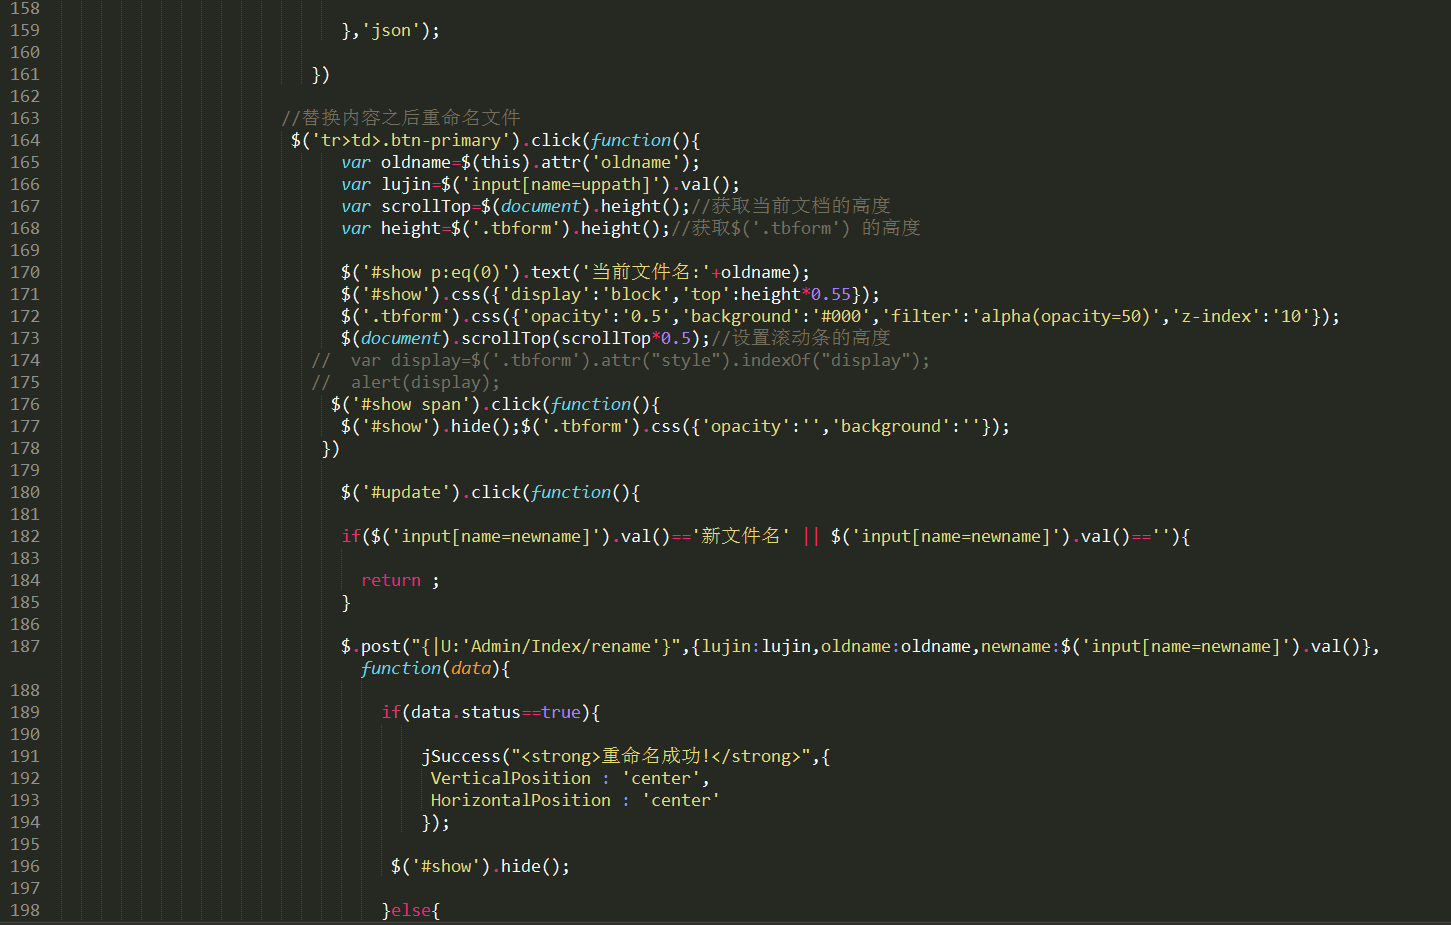 158
159 },'json');
160
161 })
162
163 //替换内容之后重命名文件
164 $('tr>td>.btn-primary').click(function(){
165 var oldname=$(this).attr('oldname');
166 var lujin=$('input[name=uppath]').val();
167 var scrollTop=$(document).height();//获取当前文档的高度
168 var height=$('.tbform').height();//获取$('.tbform') 的高度
169
170 $('#show p:eq(0)').text('当前文件名:'+oldname);
171 $('#show').css({'display':'block','top':height*0.55});
172 $('.tbform').css({'opacity':'0.5','background':'#000','filter':'alpha(opacity=50)','z-index':'10'});
173 $(document).scrollTop(scrollTop*0.5);//设置滚动条的高度
174 // var display=$('.tbform').attr("style").indexOf("display");
175 // alert(display);
176 $('#show span').click(function(){
177 $('#show').hide();$('.tbform').css({'opacity':'','background':''});
178 })
179
180 $('#update').click(function(){
181
182 if($('input[name=newname]').val()=='新文件名' || $('input[name=newname]').val()==''){
183
184 return ;
185 }
186
187 $.post("{|U:'Admin/Index/rename'}",{lujin:lujin,oldname:oldname,newname:$('input[name=newname]').val()},
function(data){
188
189 if(data.status==true){
190
191 jSuccess("<strong>重命名成功!</strong>",{
192 VerticalPosition : 'center',
193 HorizontalPosition : 'center'
194 });
195
196 $('#show').hide();
197
198 }else{